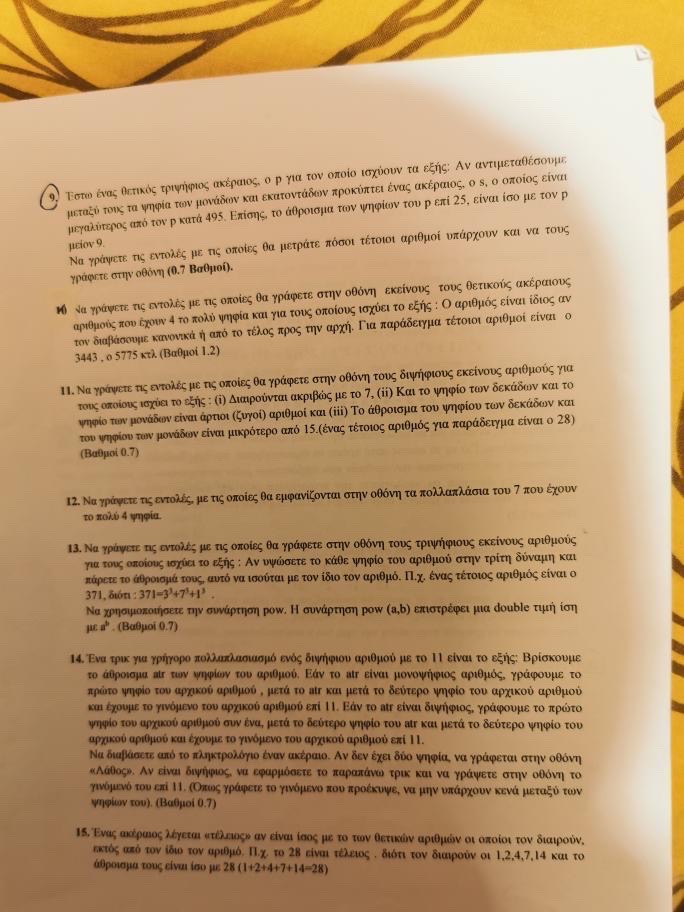 9. Έστω ένας θετικός τριψήφιος ακέραιος, ο p για τον οποίο ισχύουν τα εξής: Αν αντιμεταθέσουμε
μεταξύ τους τα ψηφία των μονάδων και εκατοντάδων προκύπτει ένας ακέραιος, ο s, ο οποίος είναι
μεγαλύτερος από τον p κατά 495. Επίσης, το άθροισμα των ψηφίων του p επί 25, είναι ίσο με τον p
μείον 9.
Να γράψετε τις εντολές με τις οποίες θα μετράτε πόσοι τέτοιοι αριθμοί υπάρχουν και να τους
γράφετε στην οθόνη (0.7 Βαθμοί).
Να γράψετε τις εντολές με τις οποίες θα γράφετε στην οθόνη εκείνους τους θετικούς ακέραιους
αριθμούς που έχουν 4 το πολύ ψηφία και για τους οποίους ισχύει το εξής : Ο αριθμός είναι ίδιος αν
τον διαβάσουμε κανονικά ή από το τέλος προς την αρχή. Για παράδειγμα τέτοιοι αριθμοί είναι ο
3443 , ο 5775 κτλ (Βαθμοί 1.2)
11. Να γράψετε τις εντολές με τις οποίες θα γράφετε στην οθόνη τους διψήφιους εκείνους αριθμούς για
τους οποίους ισχύει το εξής : (i) Διαιρούνται ακριβώς με το 7, (ii) Και το ψηφίο των δεκάδων και το
ψηφίο των μονάδων είναι άρτιοι (ζυγοί) αριθμοί και (iii) Το άθροισμα του ψηφίου των δεκάδων και
του ψηφίου των μονάδων είναι μικρότερο από 15.(ένας τέτοιος αριθμός για παράδειγμα είναι ο 28)
(Βαθμοί 0.7)
12. Να γράψετε τις εντολές, με τις οποίες θα εμφανίζονται στην οθόνη τα πολλαπλάσια του 7 που έχουν
το πολύ 4 ψηφία.
13. Να γράψετε τις εντολές με τις οποίες θα γράφετε στην οθόνη τους τριψήφιους εκείνους αριθμούς
για τους οποίους ισχύει το εξής : Αν υψώσετε το κάθε ψηφίο του αριθμού στην τρίτη δύναμη και
πάρετε το άθροισμά τους, αυτό να ισούται με τον ίδιο τον αριθμό. Π.χ. ένας τέτοιος αριθμός είναι ο
371, διότι : 371=3³+7³+1³ .
Να χρησιμοποιήσετε την συνάρτηση pow. Η συνάρτηση pow (a,b) επιστρέφει μια double τιμή ίση
με aᵇ . (Βαθμοί 0.7)
14. Ένα τρικ για γρήγορο πολλαπλασιασμό ενός διψήφιου αριθμού με το 11 είναι το εξής: Βρίσκουμε
το άθροισμα atr των ψηφίων του αριθμού. Εάν το atr είναι μονοψήφιος αριθμός, γράφουμε το
πρώτο ψηφίο του αρχικού αριθμού , μετά το atr και μετά το δεύτερο ψηφίο του αρχικού αριθμού
και έχουμε το γινόμενο του αρχικού αριθμού επί 11. Εάν το atr είναι διψήφιος, γράφουμε το πρώτο
ψηφίο του αρχικού αριθμού συν ένα, μετά το δεύτερο ψηφίο του atr και μετά το δεύτερο ψηφίο του
αρχικού αριθμού και έχουμε το γινόμενο του αρχικού αριθμού επί 11.
Να διαβάσετε από το πληκτρολόγιο έναν ακέραιο. Αν δεν έχει δύο ψηφία, να γράφεται στην οθόνη
«Λάθος». Αν είναι διψήφιος, να εφαρμόσετε το παραπάνω τρικ και να γράψετε στην οθόνη το
γινόμενό του επί 11. (Όπως γράφετε το γινόμενο που προέκυψε, να μην υπάρχουν κενά μεταξύ των
ψηφίων του). (Βαθμοί 0.7)
15. Ένας ακέραιος λέγεται «τέλειος» αν είναι ίσος με το των θετικών αριθμών οι οποίοι τον διαιρούν,
εκτός από τον ίδιο τον αριθμό. Π.χ. το 28 είναι τέλειος . διότι τον διαιρούν οι 1,2,4,7,14 και το
άθροισμα τους είναι ίσο με 28 (1+2+4+7+14=28)